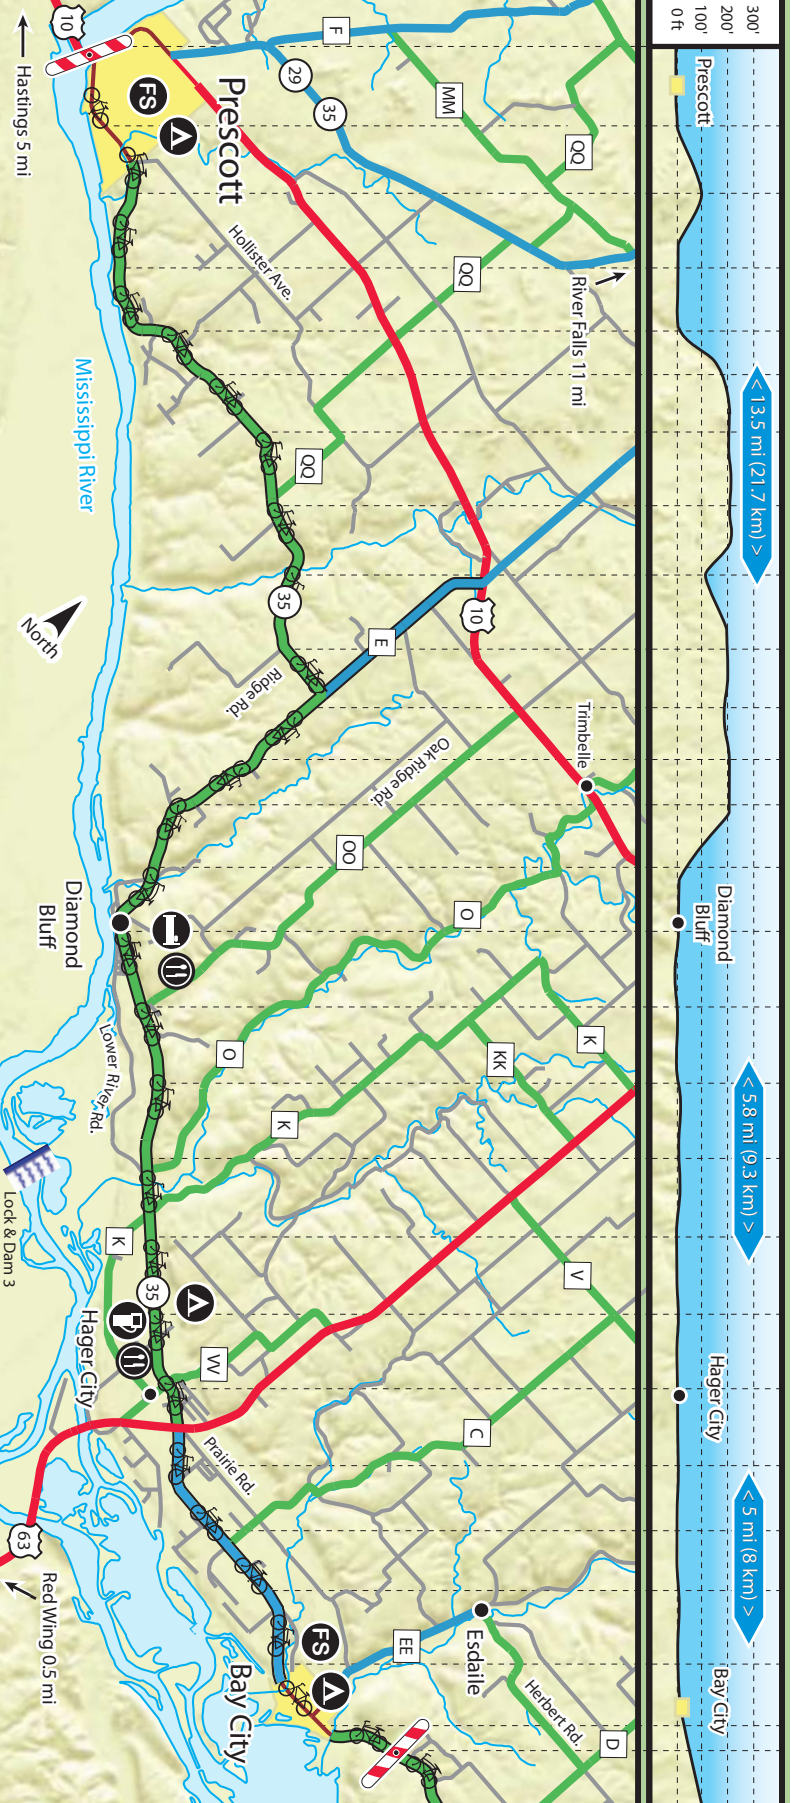 300'
200'
100'
0 ft
Prescott
< 13.5 mi (21.7 km) >
Diamond
Bluff
< 5.8 mi (9.3 km) >
Hager City
< 5 mi (8 km) >
Bay City
10
Hastings 5 mi
F
29
35
MM
QQ
FS
Prescott
Hollister Ave.
QQ
River Falls 11 mi
Mississippi River
QQ
North
35
10
E
Ridge Rd.
Trimbelle
Oak Ridge Rd.
OO
O
Diamond
Bluff
Lower River Rd.
O
K
KK
K
Lock & Dam 3
K
V
35
Hager City
VV
C
Prairie Rd.
63
Red Wing 0.5 mi
FS
EE
Esdaile
Bay City
Herbert Rd.
D